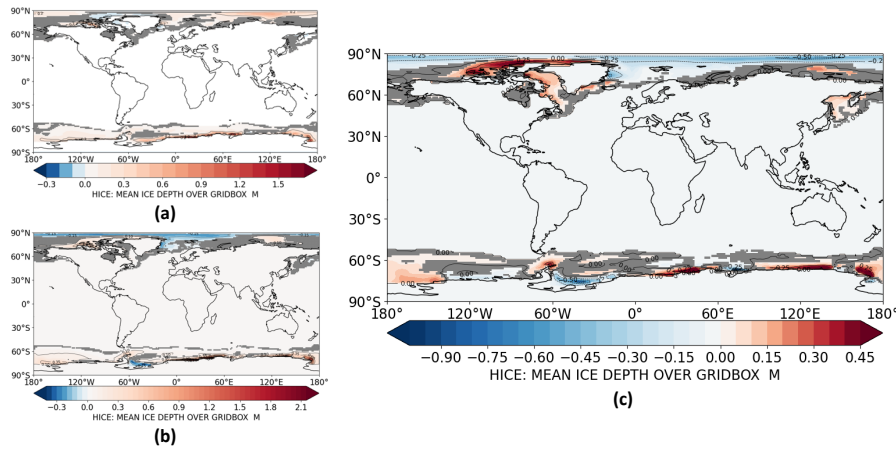 90°N
60°N
30°N
0°
30°S
60°S
90°S
180° 120°W 60°W 0° 60°E 120°E 180°
−0.3 0.0 0.3 0.6 0.9 1.2 1.5
HICE: MEAN ICE DEPTH OVER GRIDBOX M
(a)
90°N
60°N
30°N
0°
30°S
60°S
90°S
180° 120°W 60°W 0° 60°E 120°E 180°
−0.3 0.0 0.3 0.6 0.9 1.2 1.5 1.8 2.1
HICE: MEAN ICE DEPTH OVER GRIDBOX M
(b)
90°N
60°N
30°N
0°
30°S
60°S
90°S
180° 120°W 60°W 0° 60°E 120°E 180°
−0.90 −0.75 −0.60 −0.45 −0.30 −0.15 0.00 0.15 0.30 0.45
HICE: MEAN ICE DEPTH OVER GRIDBOX M
(c)